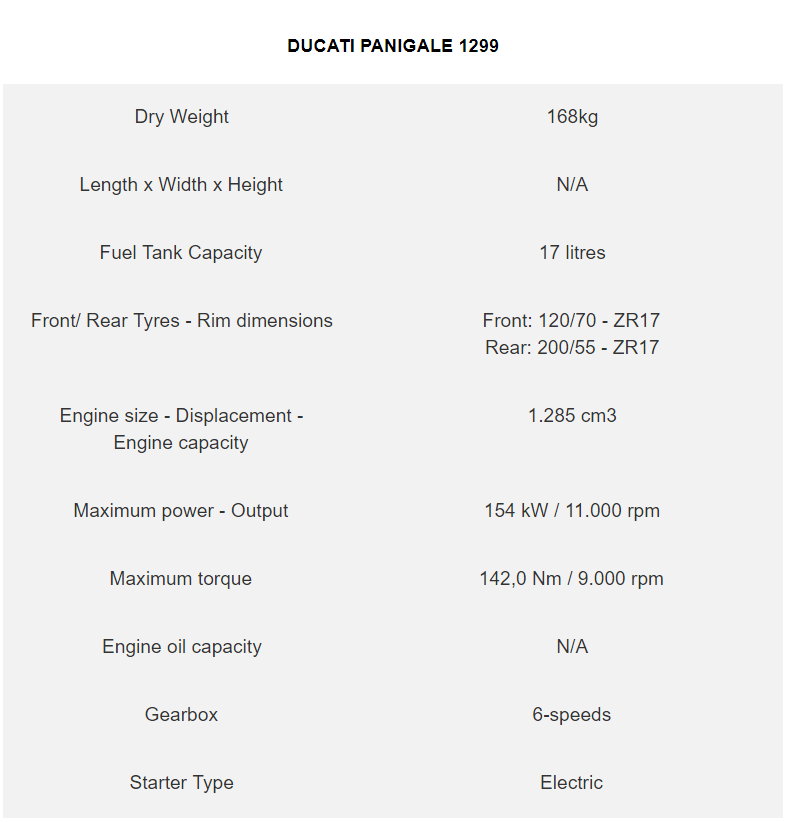 DUCATI PANIGALE 1299
Dry Weight 168kg
Length x Width x Height N/A
Fuel Tank Capacity 17 litres
Front/ Rear Tyres - Rim dimensions Front: 120/70 - ZR17
Rear: 200/55 - ZR17
Engine size - Displacement - 1.285 cm3
Engine capacity
Maximum power - Output 154 kW / 11.000 rpm
Maximum torque 142,0 Nm / 9.000 rpm
Engine oil capacity N/A
Gearbox 6-speeds
Starter Type Electric